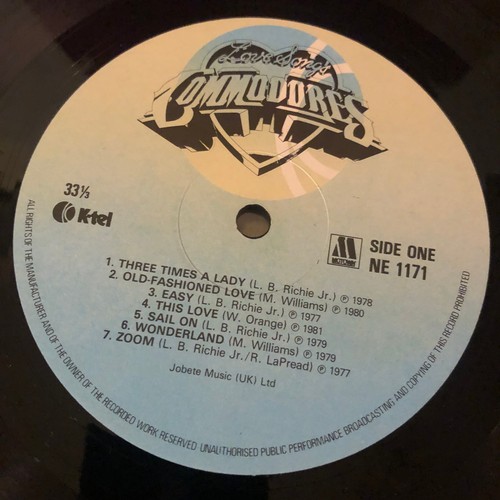 Love Songs
COMMODORES
33⅓
K-tel
SIDE ONE
NE 1171
1. THREE TIMES A LADY (L. B. Richie Jr.) ℗ 1978
2. OLD-FASHIONED LOVE (M. Williams) ℗ 1980
3. EASY (L. B. Richie Jr.) ℗ 1977
4. THIS LOVE (W. Orange) ℗ 1981
5. SAIL ON (L. B. Richie Jr.) ℗ 1979
6. WONDERLAND (M. Williams) ℗ 1979
7. ZOOM (L. B. Richie Jr./R. LaPread) ℗ 1977
Jobete Music (UK) Ltd
ALL RIGHTS OF THE MANUFACTURER AND OF THE OWNER OF THE RECORDED WORK RESERVED UNAUTHORISED PUBLIC PERFORMANCE BROADCASTING AND COPYING OF THIS RECORD PROHIBITED